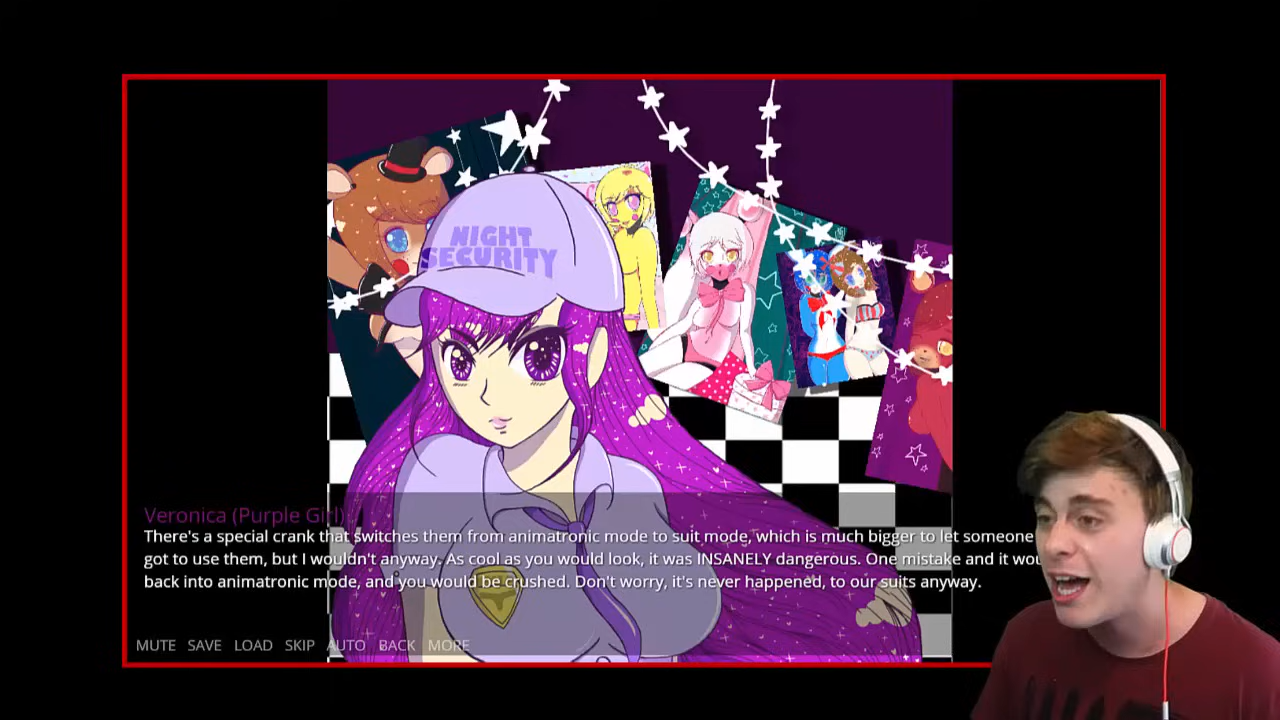 NIGHT
SECURITY
Veronica (Purple Girl)
There's a special crank that switches them from animatronic mode to suit mode, which is much bigger to let someone
got to use them, but I wouldn't anyway. As cool as you would look, it was INSANELY dangerous. One mistake and it
back into animatronic mode, and you would be crushed. Don't worry, it's never happened, to our suits anyway.
MUTE SAVE LOAD SKIP AUTO BACK MORE